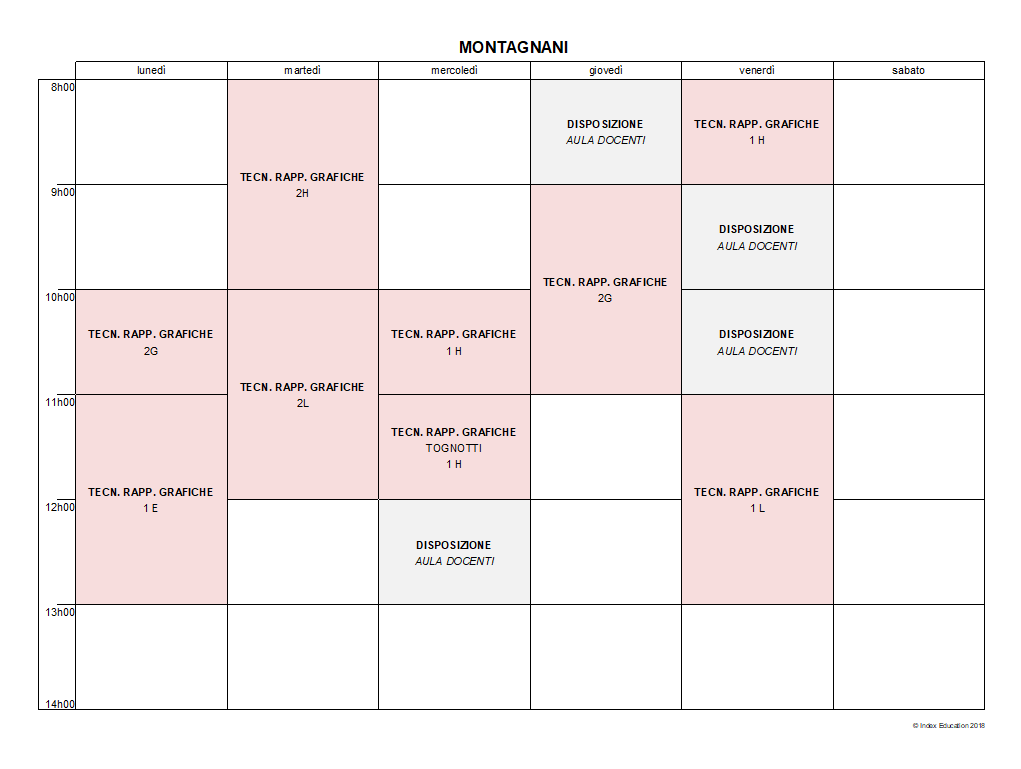 MONTAGNANI
lunedì martedì mercoledì giovedì venerdì sabato
8h00
DISPOSIZIONE
AULA DOCENTI
TECN. RAPP. GRAFICHE
1 H
TECN. RAPP. GRAFICHE
2H
9h00
DISPOSIZIONE
AULA DOCENTI
TECN. RAPP. GRAFICHE
2G
10h00
TECN. RAPP. GRAFICHE
2G
TECN. RAPP. GRAFICHE
1 H
DISPOSIZIONE
AULA DOCENTI
TECN. RAPP. GRAFICHE
2L
11h00
TECN. RAPP. GRAFICHE
TOGNOTTI
1 H
TECN. RAPP. GRAFICHE
1 E
TECN. RAPP. GRAFICHE
1 L
12h00
DISPOSIZIONE
AULA DOCENTI
13h00
14h00
© Index Education 2018